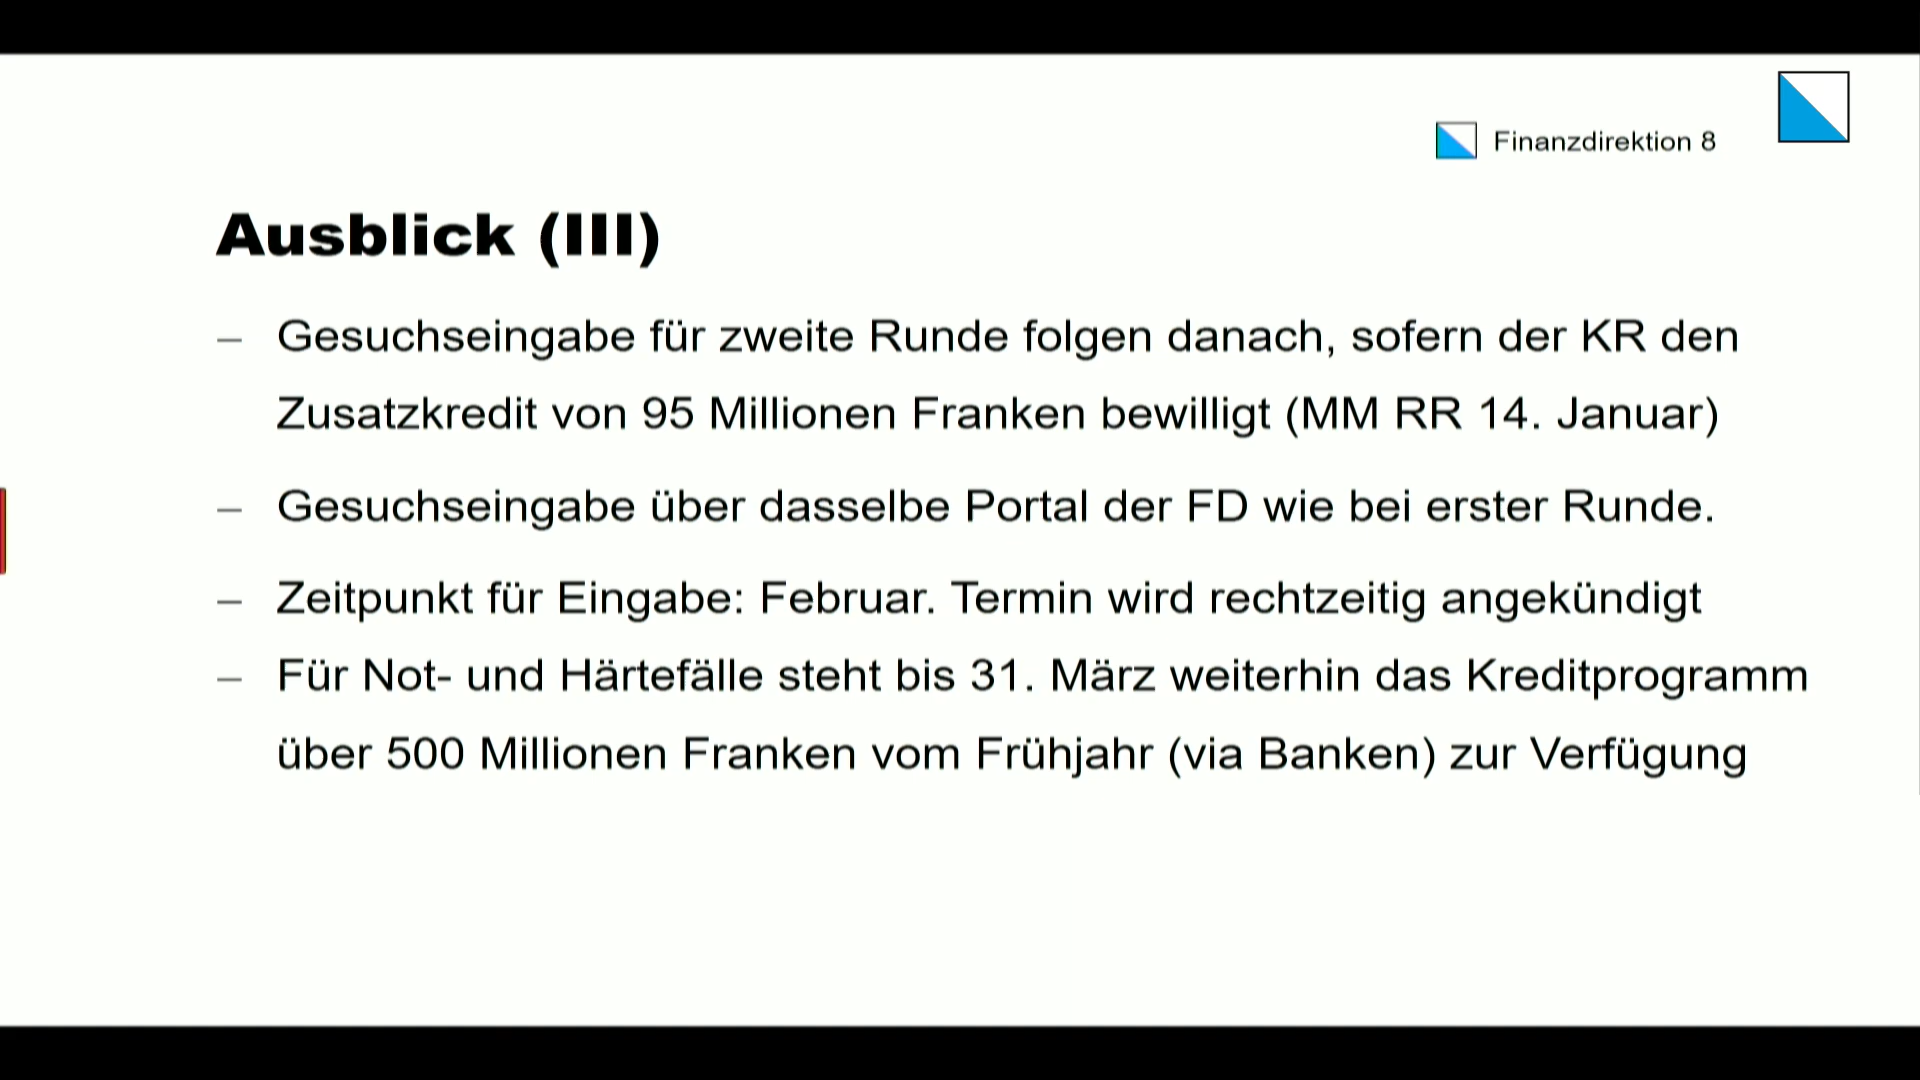 Finanzdirektion 8
Ausblick (III)
– Gesuchseingabe für zweite Runde folgen danach, sofern der KR den
Zusatzkredit von 95 Millionen Franken bewilligt (MM RR 14. Januar)
– Gesuchseingabe über dasselbe Portal der FD wie bei erster Runde.
– Zeitpunkt für Eingabe: Februar. Termin wird rechtzeitig angekündigt
– Für Not- und Härtefälle steht bis 31. März weiterhin das Kreditprogramm
über 500 Millionen Franken vom Frühjahr (via Banken) zur Verfügung